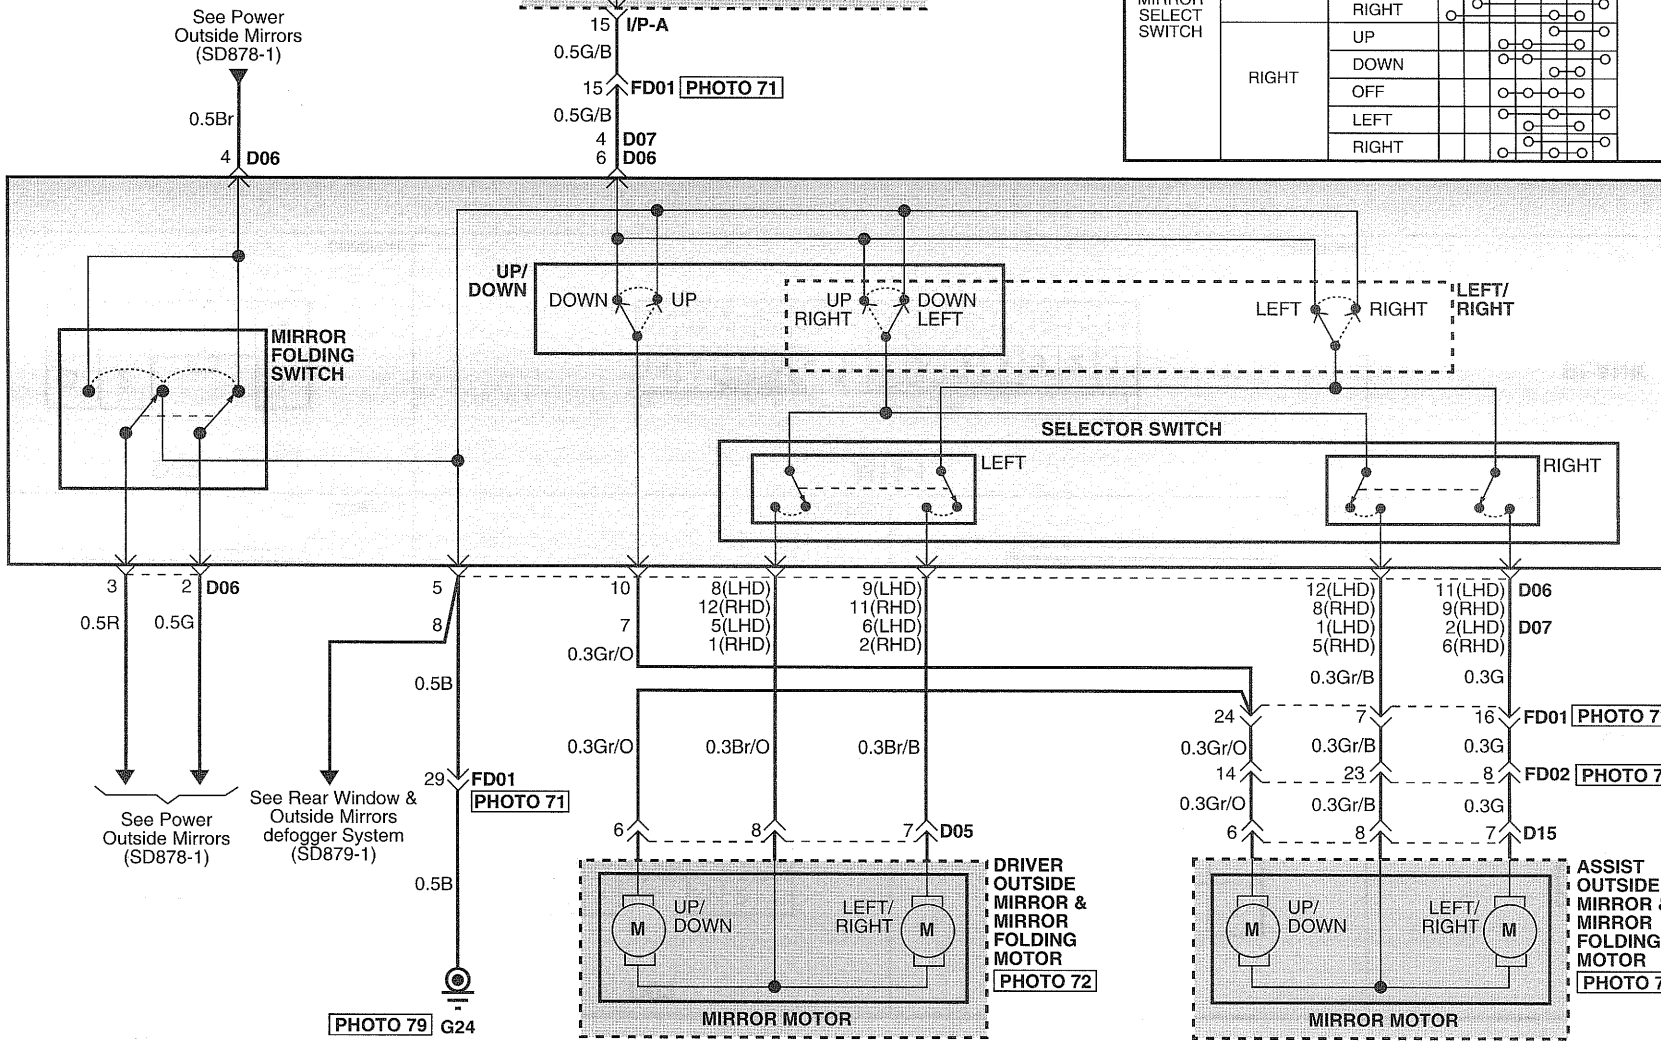 See Power
Outside Mirrors
(SD878-1)
0.5Br
4 D06
15 I/P-A
0.5G/B
15 FD01 PHOTO 71
0.5G/B
4 D07
6 D06
SELECT
SWITCH
RIGHT
RIGHT
UP
DOWN
OFF
LEFT
RIGHT
UP/
DOWN
DOWN UP
UP DOWN
RIGHT LEFT
LEFT RIGHT
LEFT/
RIGHT
MIRROR
FOLDING
SWITCH
SELECTOR SWITCH
LEFT
RIGHT
3 2 D06
0.5R 0.5G
5
8
0.5B
10
7
0.3Gr/O
8(LHD)
12(RHD)
5(LHD)
1(RHD)
9(LHD)
11(RHD)
6(LHD)
2(RHD)
12(LHD)
8(RHD)
1(LHD)
5(RHD)
11(LHD) D06
9(RHD)
2(LHD) D07
6(RHD)
0.3Gr/B 0.3G
24 7 16 FD01 PHOTO 7
0.3Gr/O 0.3Br/O 0.3Br/B
0.3Gr/O 0.3Gr/B 0.3G
14 23 8 FD02 PHOTO 7
0.3Gr/O 0.3Gr/B 0.3G
29 FD01
PHOTO 71
See Power
Outside Mirrors
(SD878-1)
See Rear Window &
Outside Mirrors
defogger System
(SD879-1)
6 8 7 D05
6 8 7 D15
0.5B
DRIVER
OUTSIDE
MIRROR &
MIRROR
FOLDING
MOTOR
PHOTO 72
ASSIST
OUTSIDE
MIRROR
MIRROR
FOLDING
MOTOR
PHOTO 7
M UP/
DOWN
LEFT/
RIGHT M
M UP/
DOWN
LEFT/
RIGHT M
MIRROR MOTOR
MIRROR MOTOR
PHOTO 79 G24